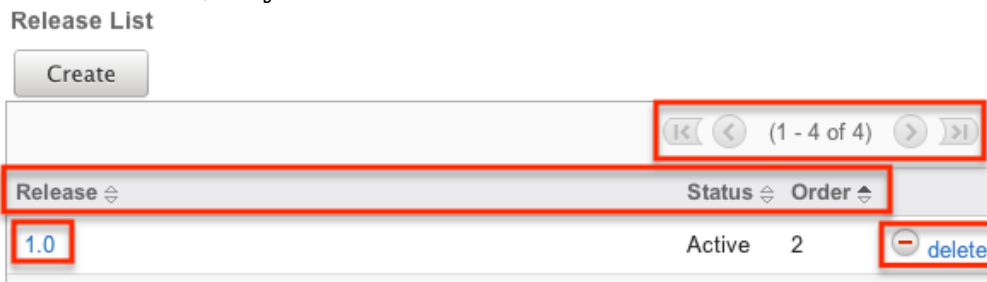 Release List
Create
(1 - 4 of 4)
Release Status Order
1.0 Active 2 delete